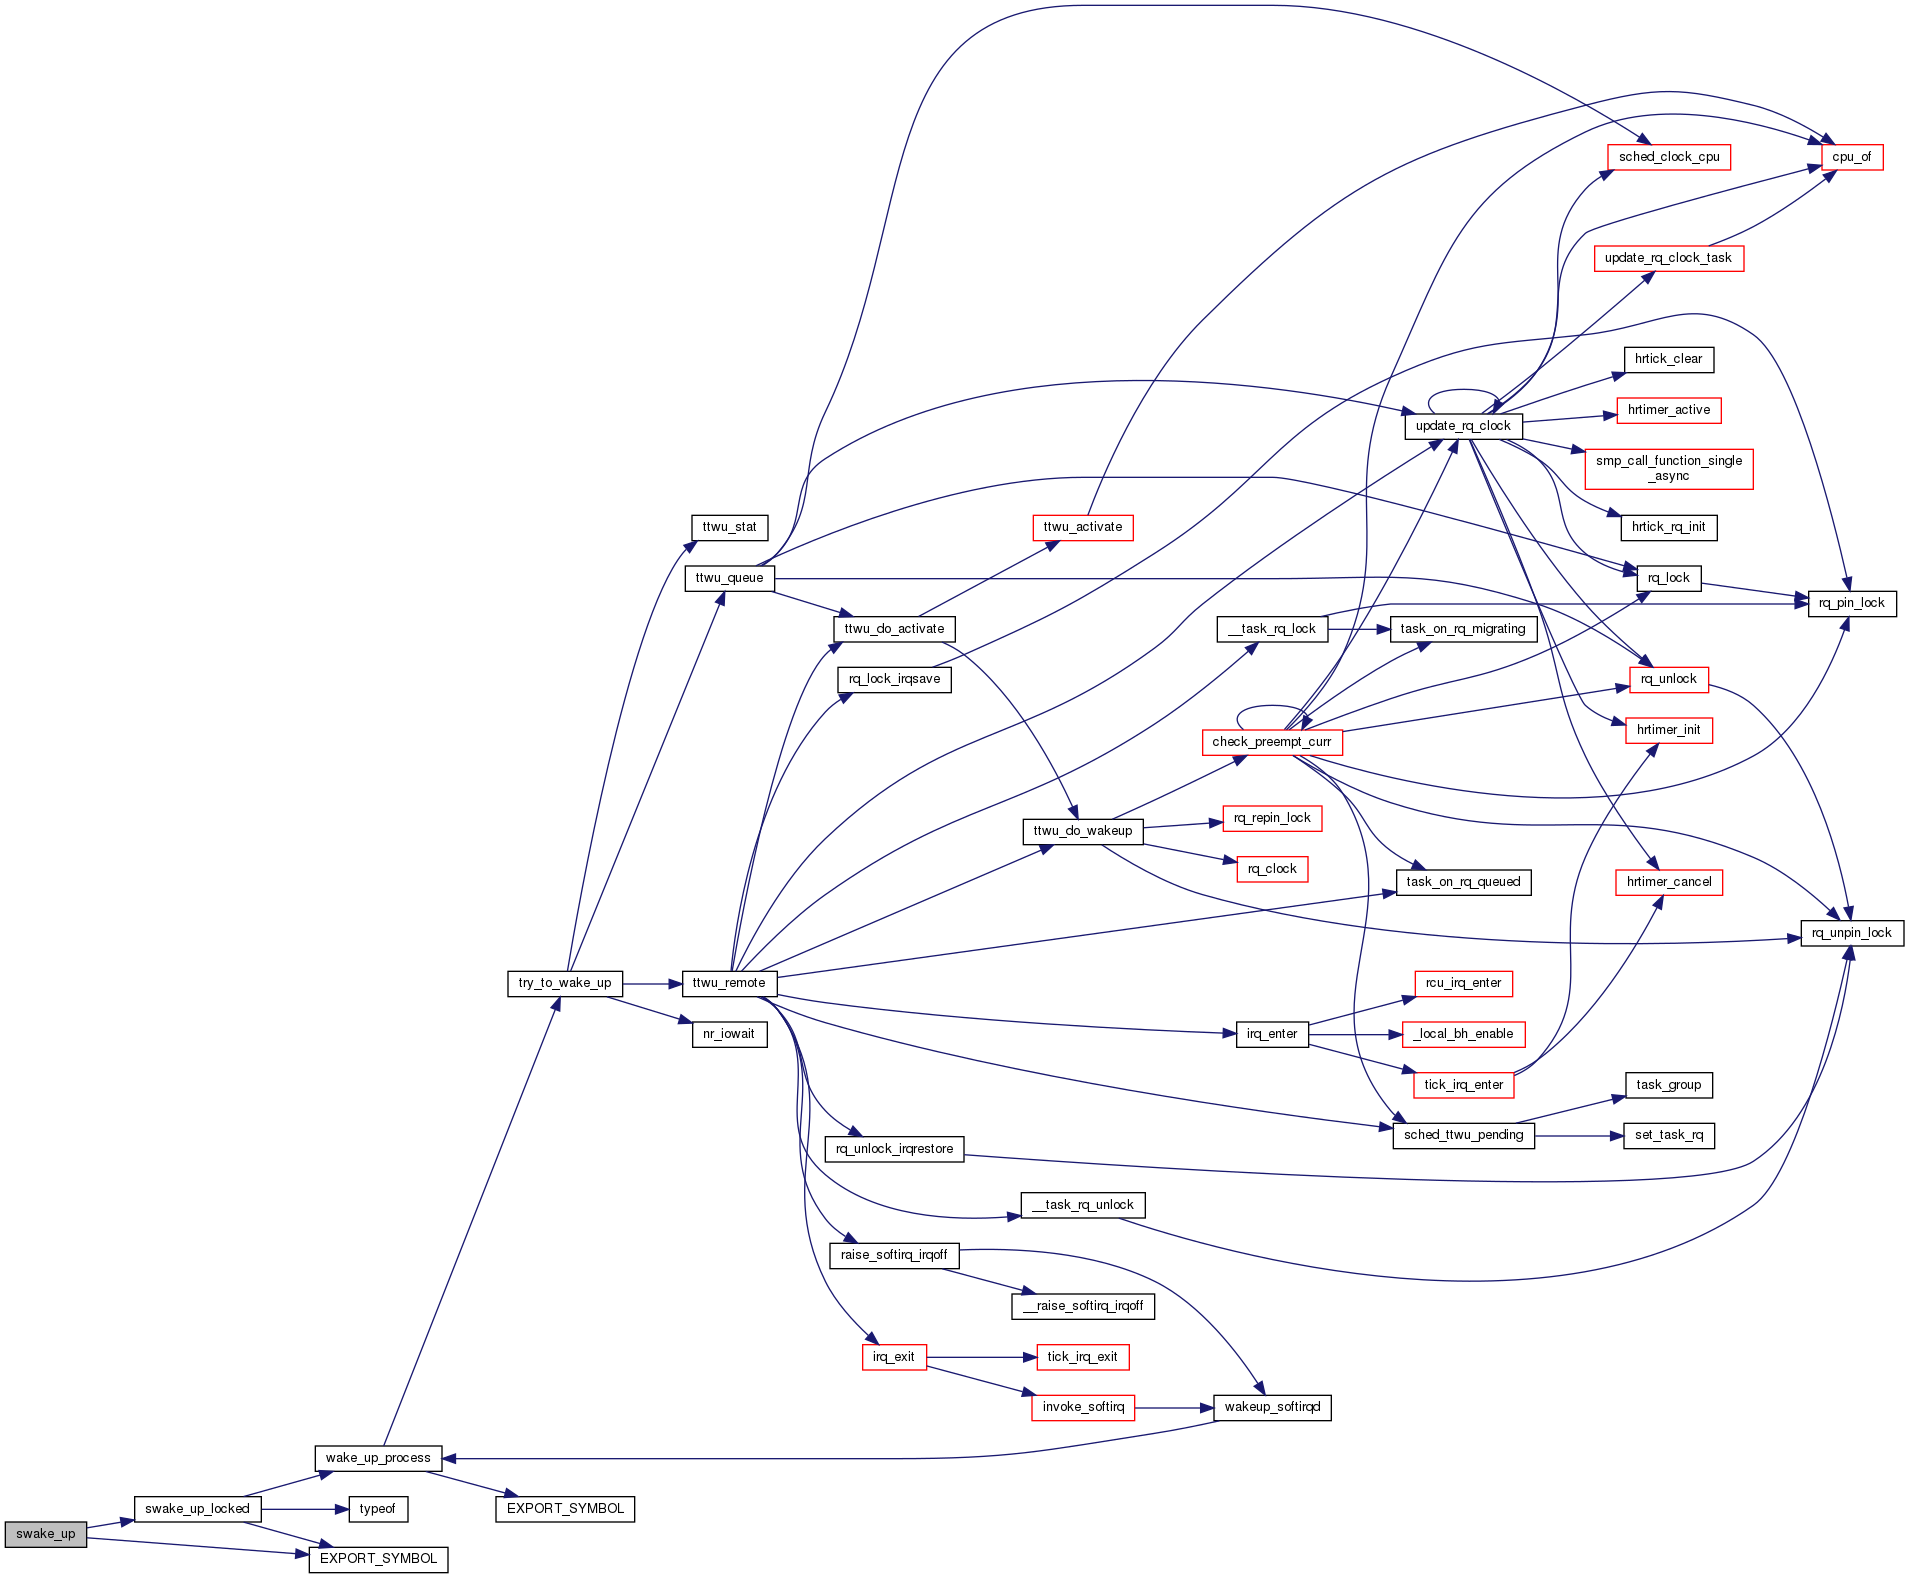 sched_clock_cpu
cpu_of
update_rq_clock_task
hrtick_clear
hrtimer_active
update_rq_clock
smp_call_function_single
_async
ttwu_stat
ttwu_activate
hrtick_rq_init
ttwu_queue
rq_lock
rq_pin_lock
ttwu_do_activate
__task_rq_lock
task_on_rq_migrating
rq_lock_irqsave
rq_unlock
hrtimer_init
check_preempt_curr
rq_repin_lock
ttwu_do_wakeup
rq_clock
task_on_rq_queued
hrtimer_cancel
rq_unpin_lock
try_to_wake_up
ttwu_remote
rcu_irq_enter
nr_iowait
irq_enter
_local_bh_enable
tick_irq_enter
task_group
sched_ttwu_pending
set_task_rq
rq_unlock_irqrestore
__task_rq_unlock
raise_softirq_irqoff
__raise_softirq_irqoff
irq_exit
tick_irq_exit
invoke_softirq
wakeup_softirqd
wake_up_process
swake_up_locked
typeof
EXPORT_SYMBOL
swake_up
EXPORT_SYMBOL